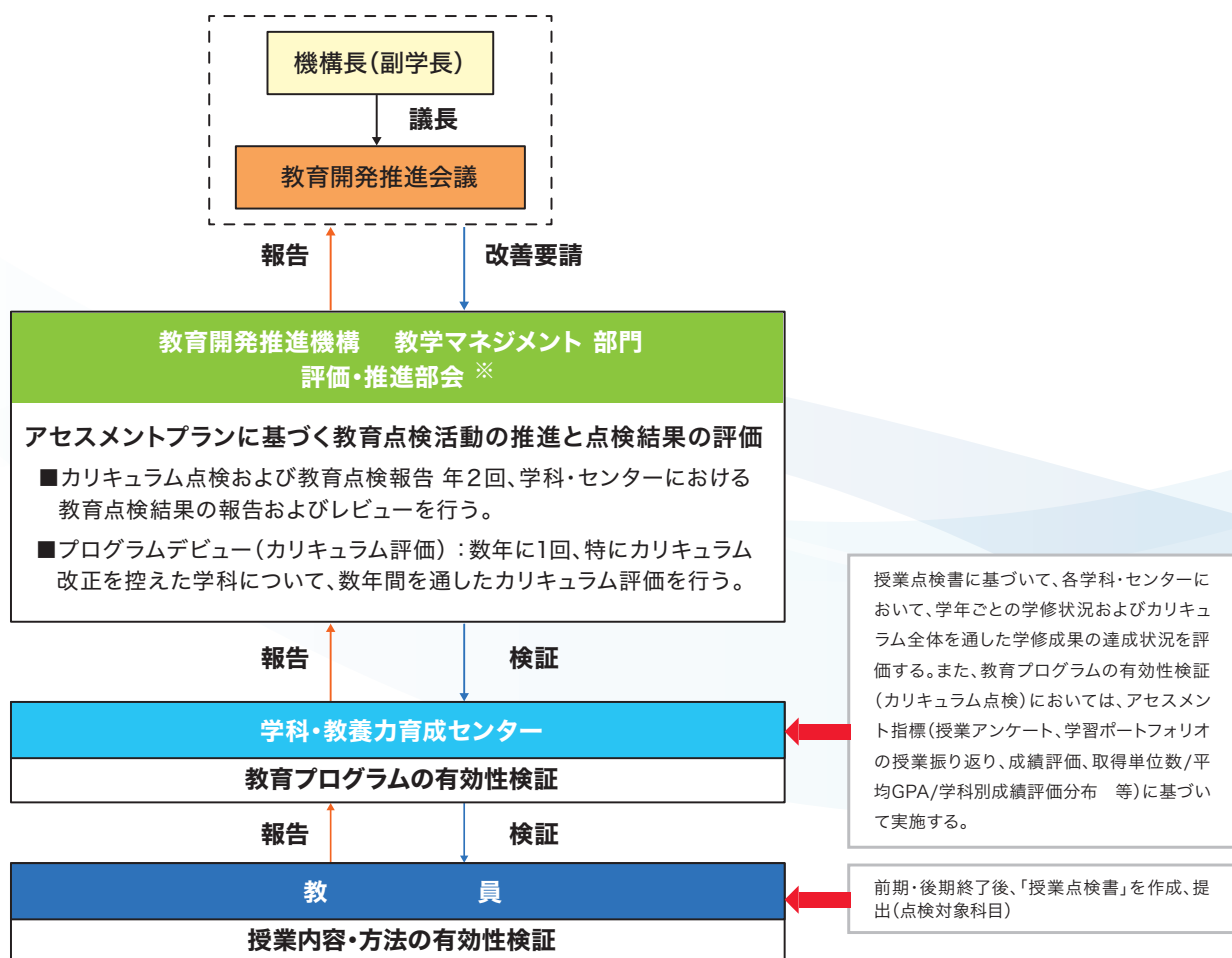 機構長(副学長)
議長
教育開発推進会議
報告
改善要請
教育開発推進機構　教学マネジメント 部門
評価・推進部会 ※
アセスメントプランに基づく教育点検活動の推進と点検結果の評価
■カリキュラム点検および教育点検報告 年2回、学科・センターにおける
教育点検結果の報告およびレビューを行う。
■プログラムデビュー(カリキュラム評価) :数年に1回、特にカリキュラム
改正を控えた学科について、数年間を通したカリキュラム評価を行う。
報告
検証
学科・教養力育成センター
教育プログラムの有効性検証
授業点検書に基づいて、各学科・センターに
おいて、学年ごとの学修状況およびカリキュ
ラム全体を通した学修成果の達成状況を評
価する。また、教育プログラムの有効性検証
(カリキュラム点検)においては、アセスメン
ト指標(授業アンケート、学習ポートフォリオ
の授業振り返り、成績評価、取得単位数/平
均GPA/学科別成績評価分布　等)に基づい
て実施する。
報告
検証
教　員
授業内容・方法の有効性検証
前期・後期終了後、「授業点検書」を作成、提
出(点検対象科目)